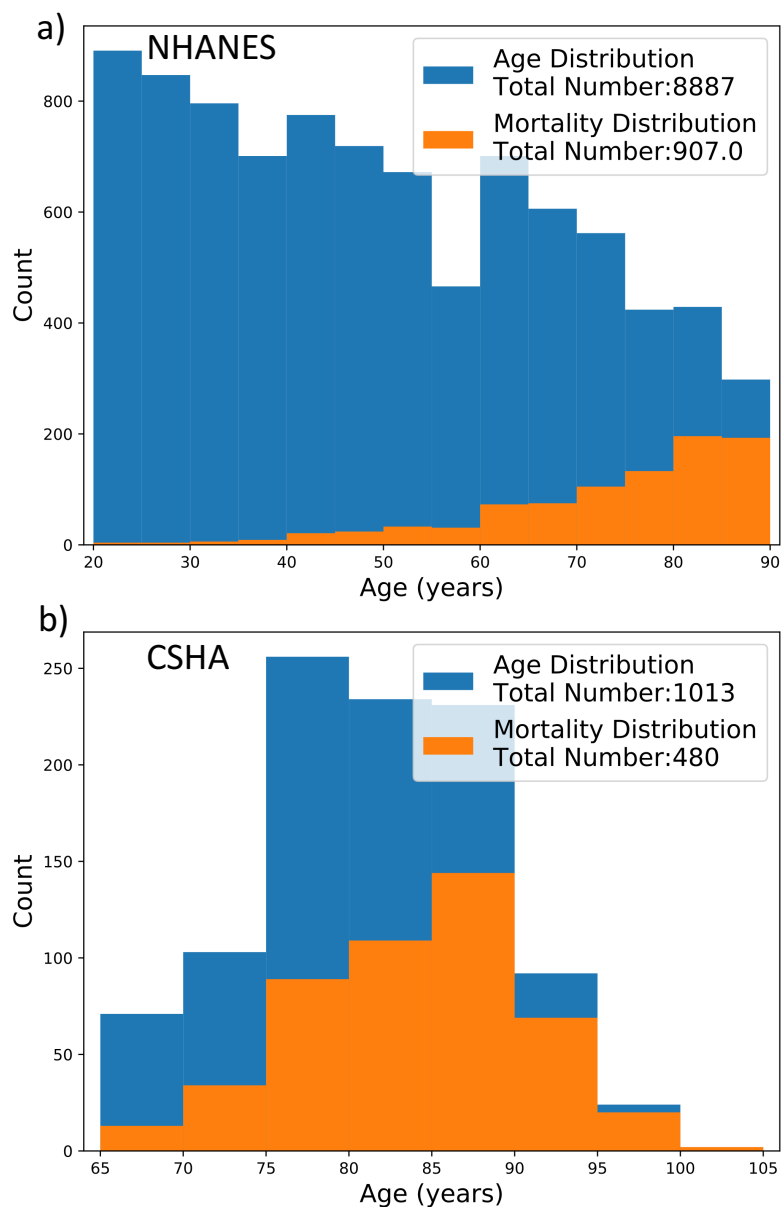 a)
NHANES
Age Distribution
Total Number:8887
Mortality Distribution
Total Number:907.0
Count
800
600
400
200
0
20 30 40 50 60 70 80 90
Age (years)
b)
CSHA
Age Distribution
Total Number:1013
Mortality Distribution
Total Number:480
Count
250
200
150
100
50
0
65 70 75 80 85 90 95 100 105
Age (years)